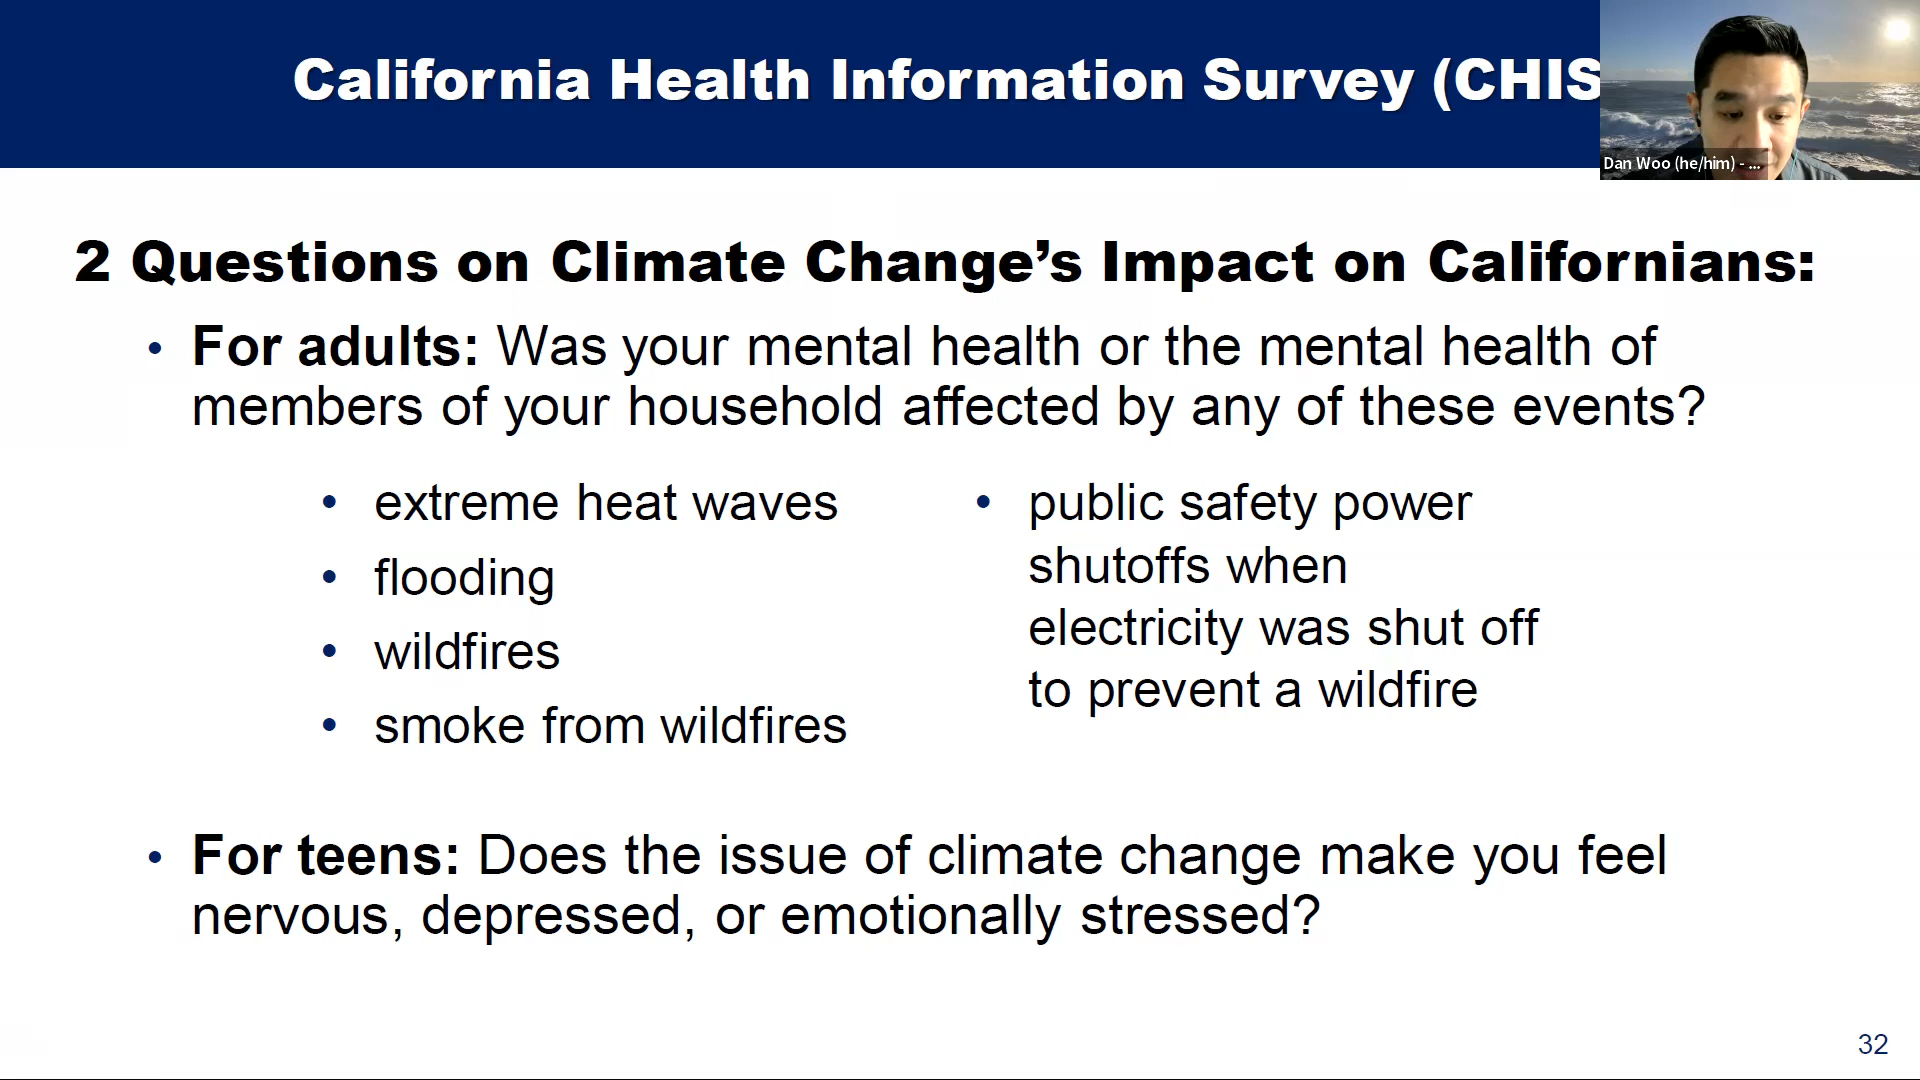 California Health Information Survey (CHIS
Dan Woo (he/him) - ...
2 Questions on Climate Change’s Impact on Californians:
• For adults: Was your mental health or the mental health of
members of your household affected by any of these events?
• extreme heat waves
• flooding
• wildfires
• smoke from wildfires
• public safety power
shutoffs when
electricity was shut off
to prevent a wildfire
• For teens: Does the issue of climate change make you feel
nervous, depressed, or emotionally stressed?
32